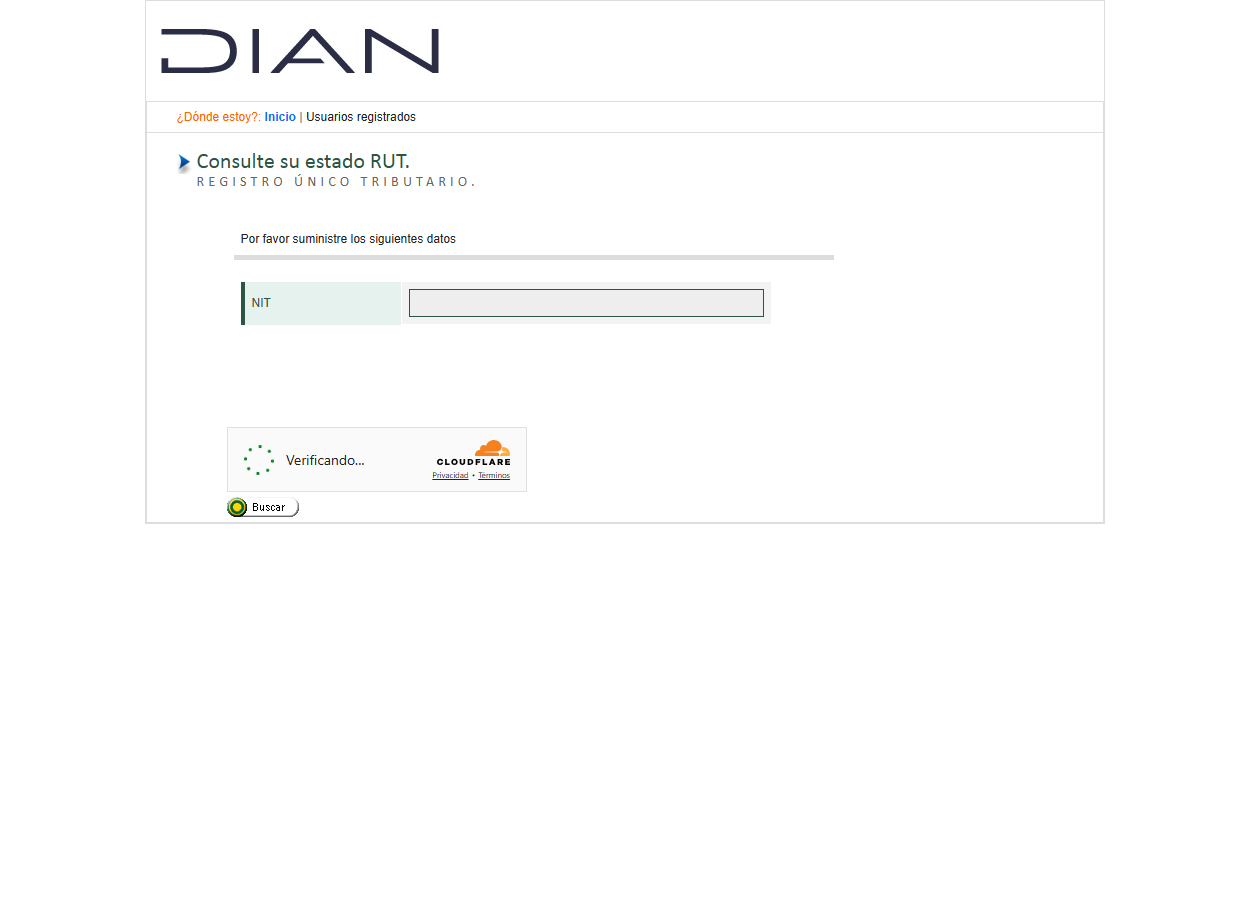 DIAN
¿Dónde estoy?: Inicio | Usuarios registrados
Consulte su estado RUT.
REGISTRO ÚNICO TRIBUTARIO.
Por favor suministre los siguientes datos
NIT
Verificando...
CLOUDFLARE
Privacidad • Términos
Buscar